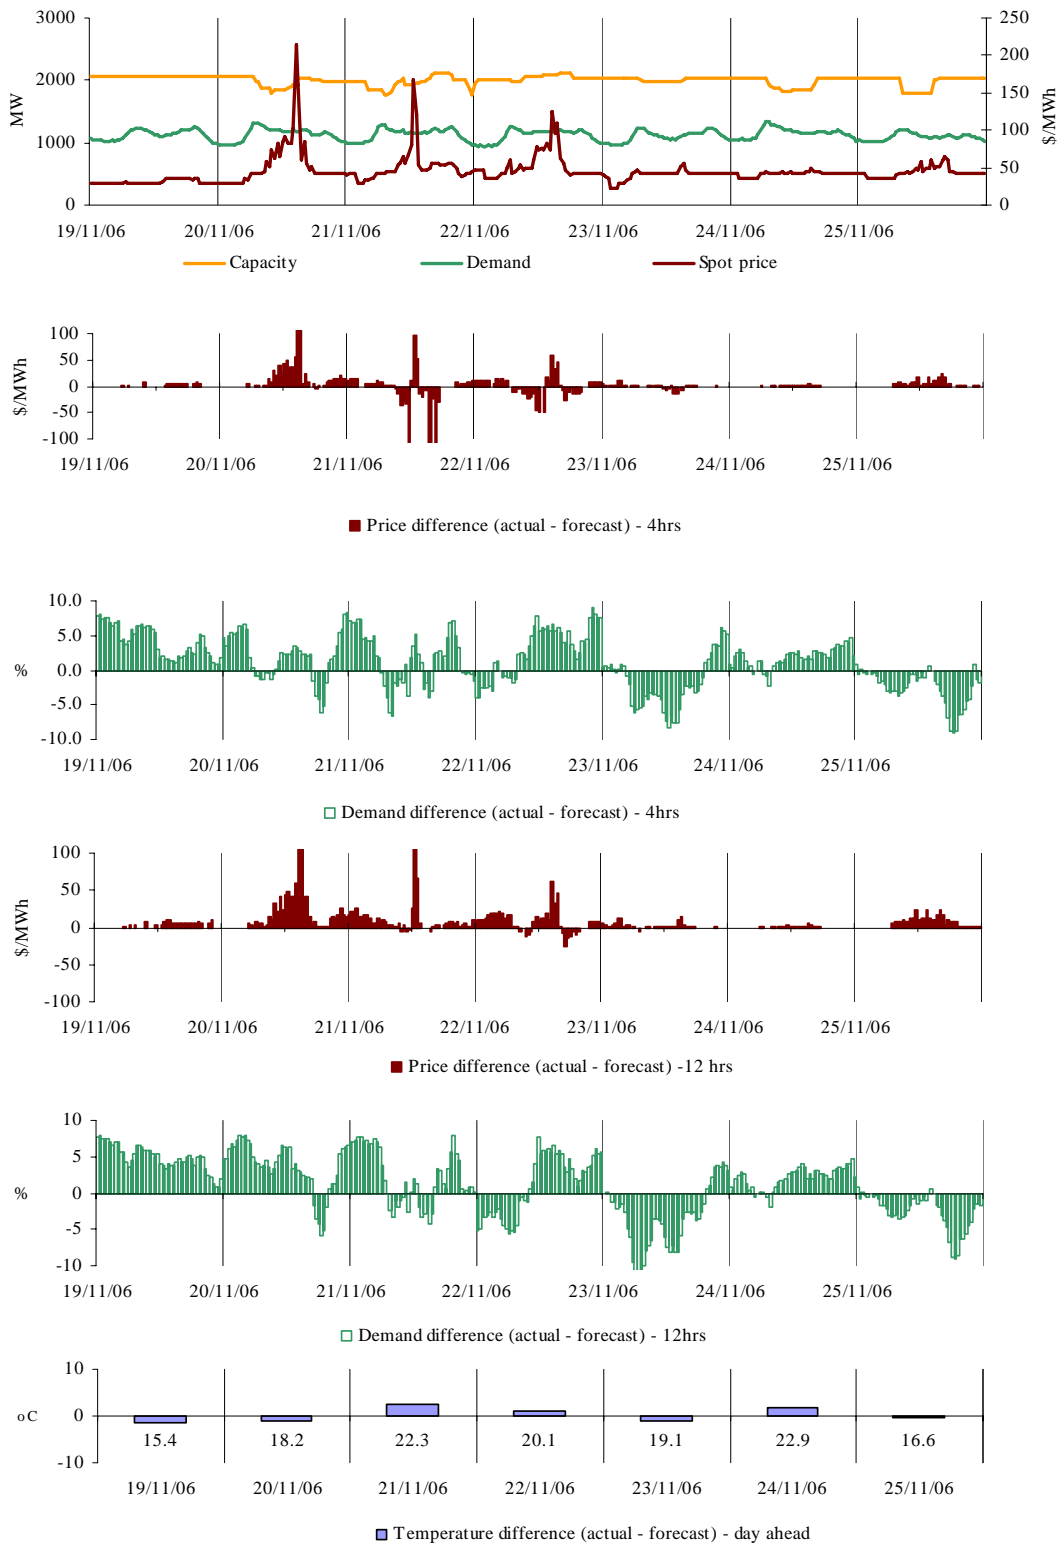 3000 250
200
2000 150
MW $/MWh
1000 100
50
0 0
19/11/06 20/11/06 21/11/06 22/11/06 23/11/06 24/11/06 25/11/06
Capacity Demand Spot price
100
50
$/MWh
0
-50
-100
19/11/06 20/11/06 21/11/06 22/11/06 23/11/06 24/11/06 25/11/06
Price difference (actual - forecast) - 4hrs
10.0
5.0
% 0.0
-5.0
-10.0
19/11/06 20/11/06 21/11/06 22/11/06 23/11/06 24/11/06 25/11/06
Demand difference (actual - forecast) - 4hrs
100
50
$/MWh
0
-50
-100
19/11/06 20/11/06 21/11/06 22/11/06 23/11/06 24/11/06 25/11/06
Price difference (actual - forecast) -12 hrs
10
5
% 0
-5
-10
19/11/06 20/11/06 21/11/06 22/11/06 23/11/06 24/11/06 25/11/06
Demand difference (actual - forecast) - 12hrs
10
oC 0
15.4 18.2 22.3 20.1 19.1 22.9 16.6
-10
19/11/06 20/11/06 21/11/06 22/11/06 23/11/06 24/11/06 25/11/06
Temperature difference (actual - forecast) - day ahead